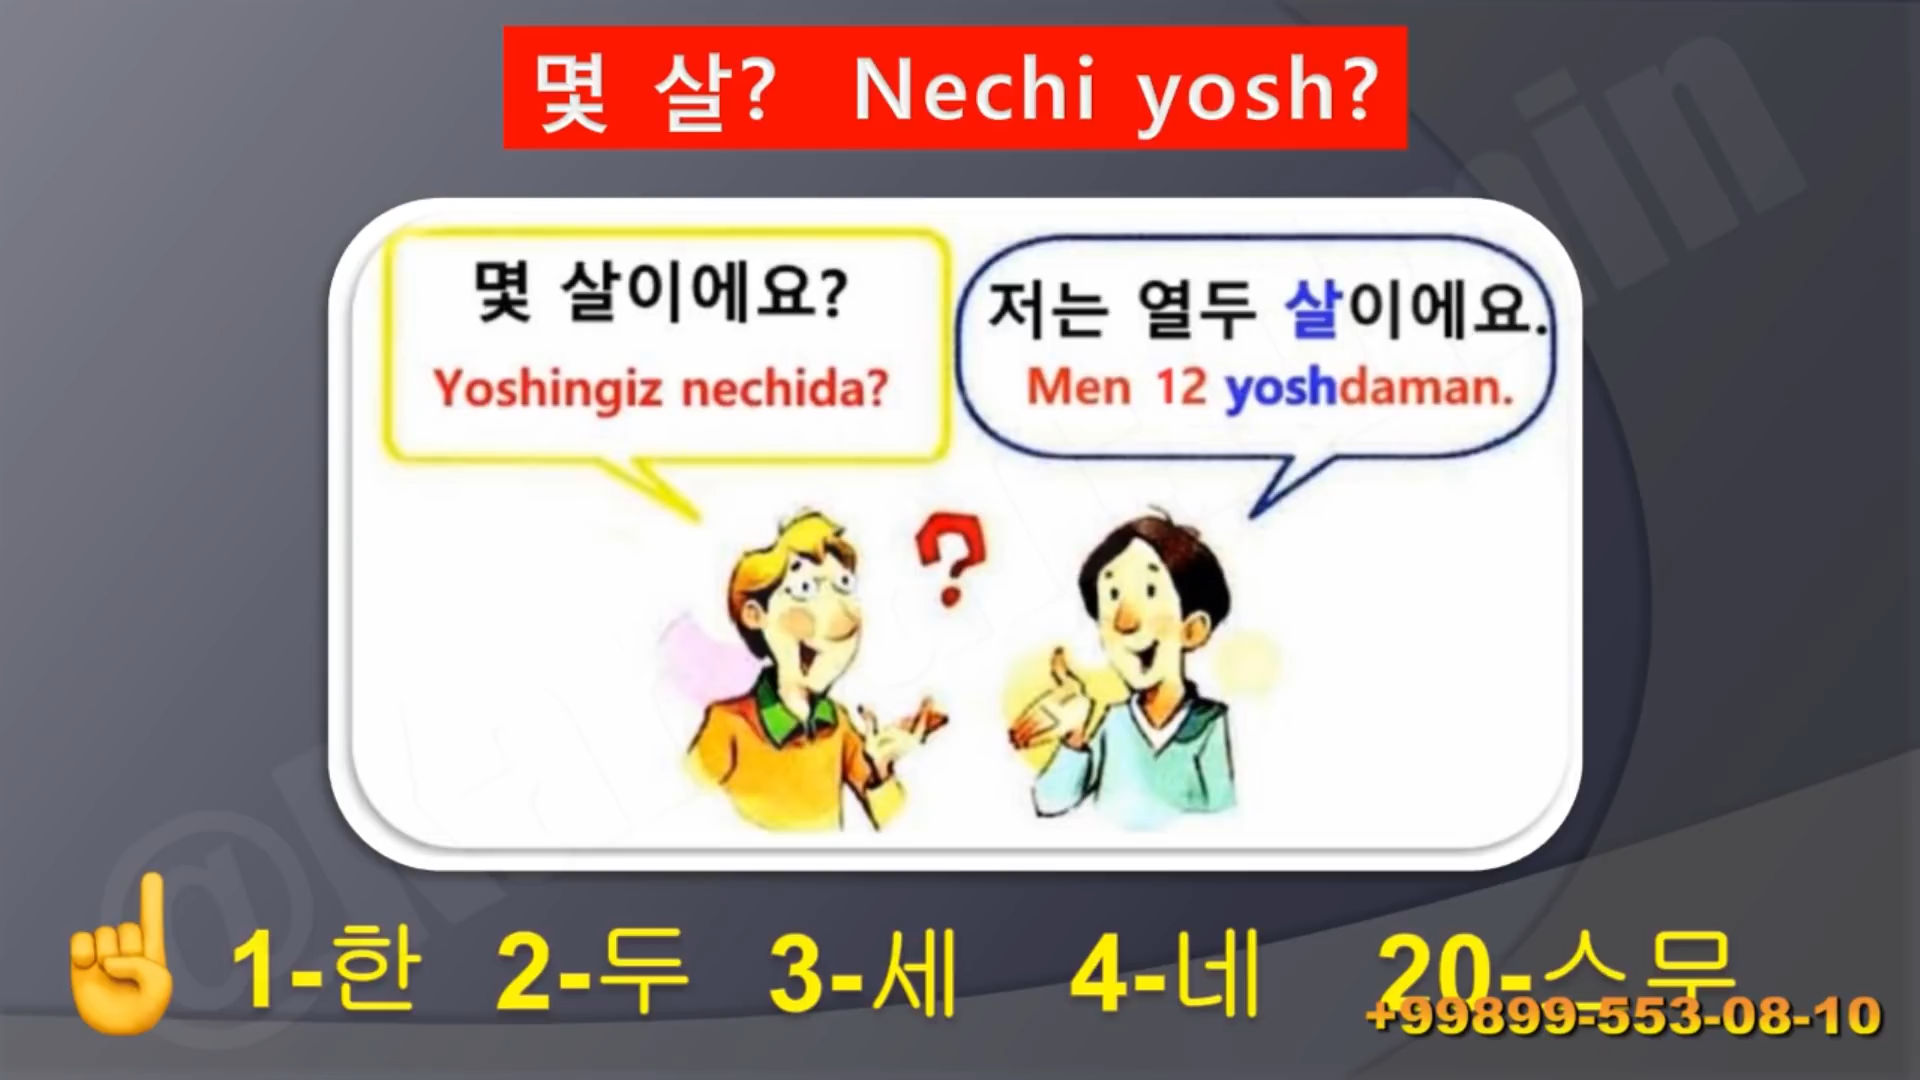 몇 살? Nechi yosh?
몇 살이에요?
Yoshingiz nechida?
저는 열두 살이에요.
Men 12 yoshdaman.
?
1-한 2-두 3-세 4-네 20-스무
+99899-553-08-10